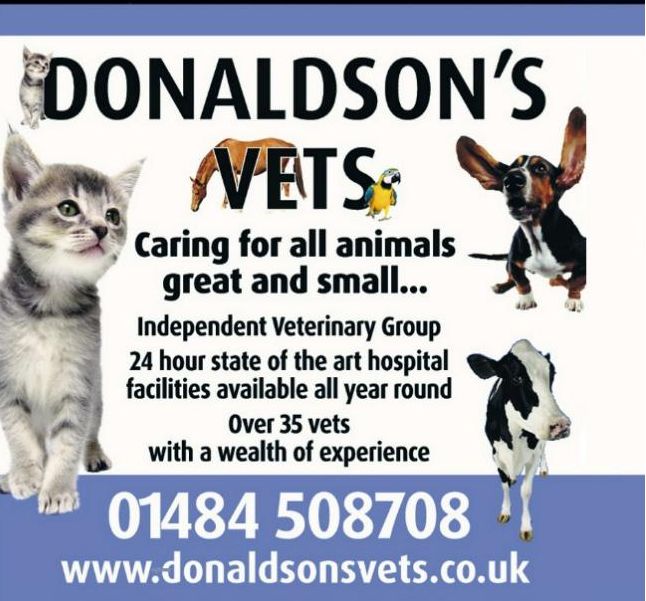 DONALDSON'S
VETS
Caring for all animals
great and small...
Independent Veterinary Group
24 hour state of the art hospital
facilities available all year round
Over 35 vets
with a wealth of experience
01484 508708
www.donaldsonsvets.co.uk